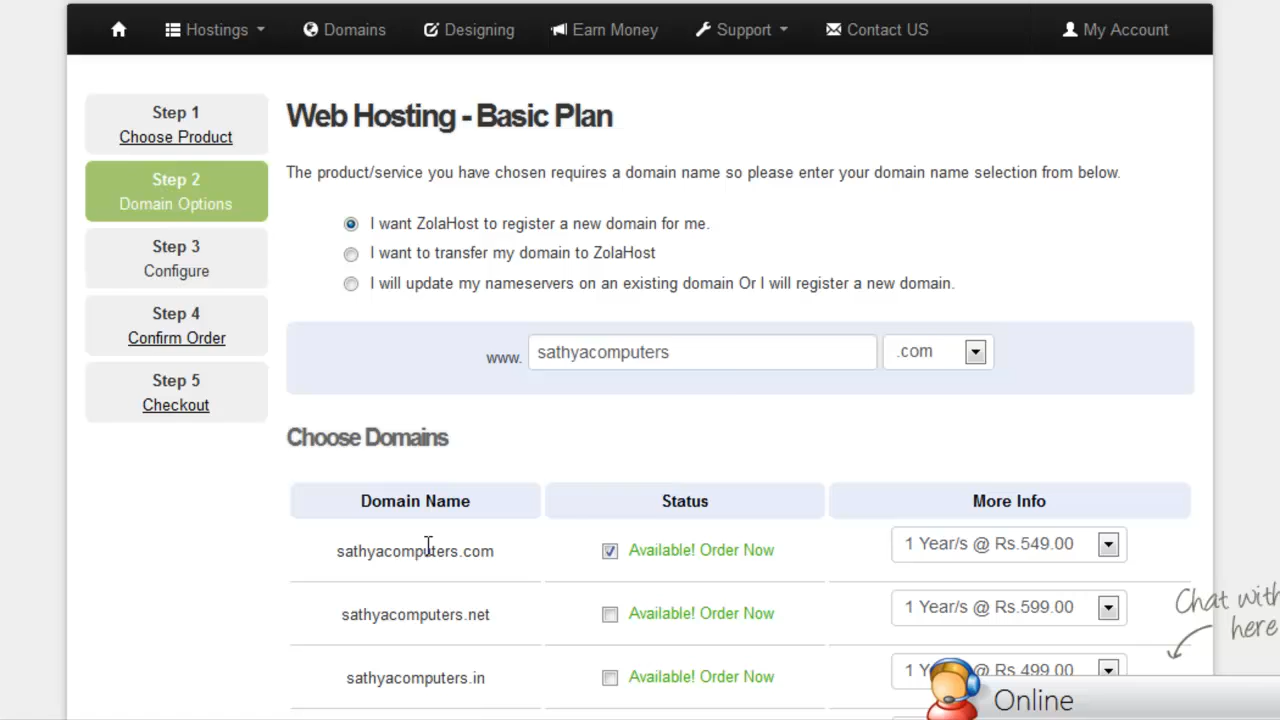 Hostings Domains Designing Earn Money Support Contact US My Account
Step 1
Choose Product
Step 2
Domain Options
Step 3
Configure
Step 4
Confirm Order
Step 5
Checkout
Web Hosting - Basic Plan
The product/service you have chosen requires a domain name so please enter your domain name selection from below.
I want ZolaHost to register a new domain for me.
I want to transfer my domain to ZolaHost
I will update my nameservers on an existing domain Or I will register a new domain.
www. sathyacomputers .com
Choose Domains
Domain Name Status More Info
sathyacomputers.com Available! Order Now 1 Year/s @ Rs.549.00
sathyacomputers.net Available! Order Now 1 Year/s @ Rs.599.00
sathyacomputers.in Available! Order Now @ Rs.499.00
Chat with
here
Online